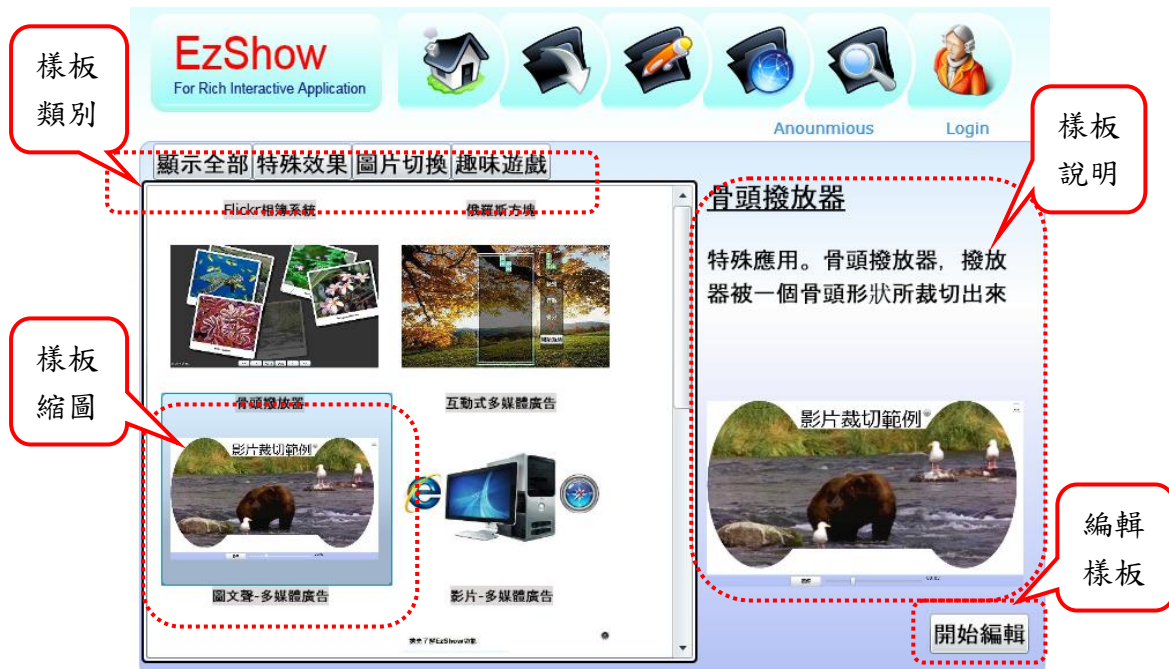 樣板
類別
EzShow
For Rich Interactive Application
Anounmious
Login
樣板
說明
顯示全部
特殊效果
圖片切換
趣味遊戲
Flickr相簿系統
俄羅斯方塊
骨頭撥放器
特殊應用。骨頭撥放器，撥放
器被一個骨頭形狀所裁切出來
樣板
縮圖
骨頭撥放器
互動式多媒體廣告
影片裁切範例
影片裁切範例
圖文聲-多媒體廣告
影片-多媒體廣告
編輯
樣板
開始編輯